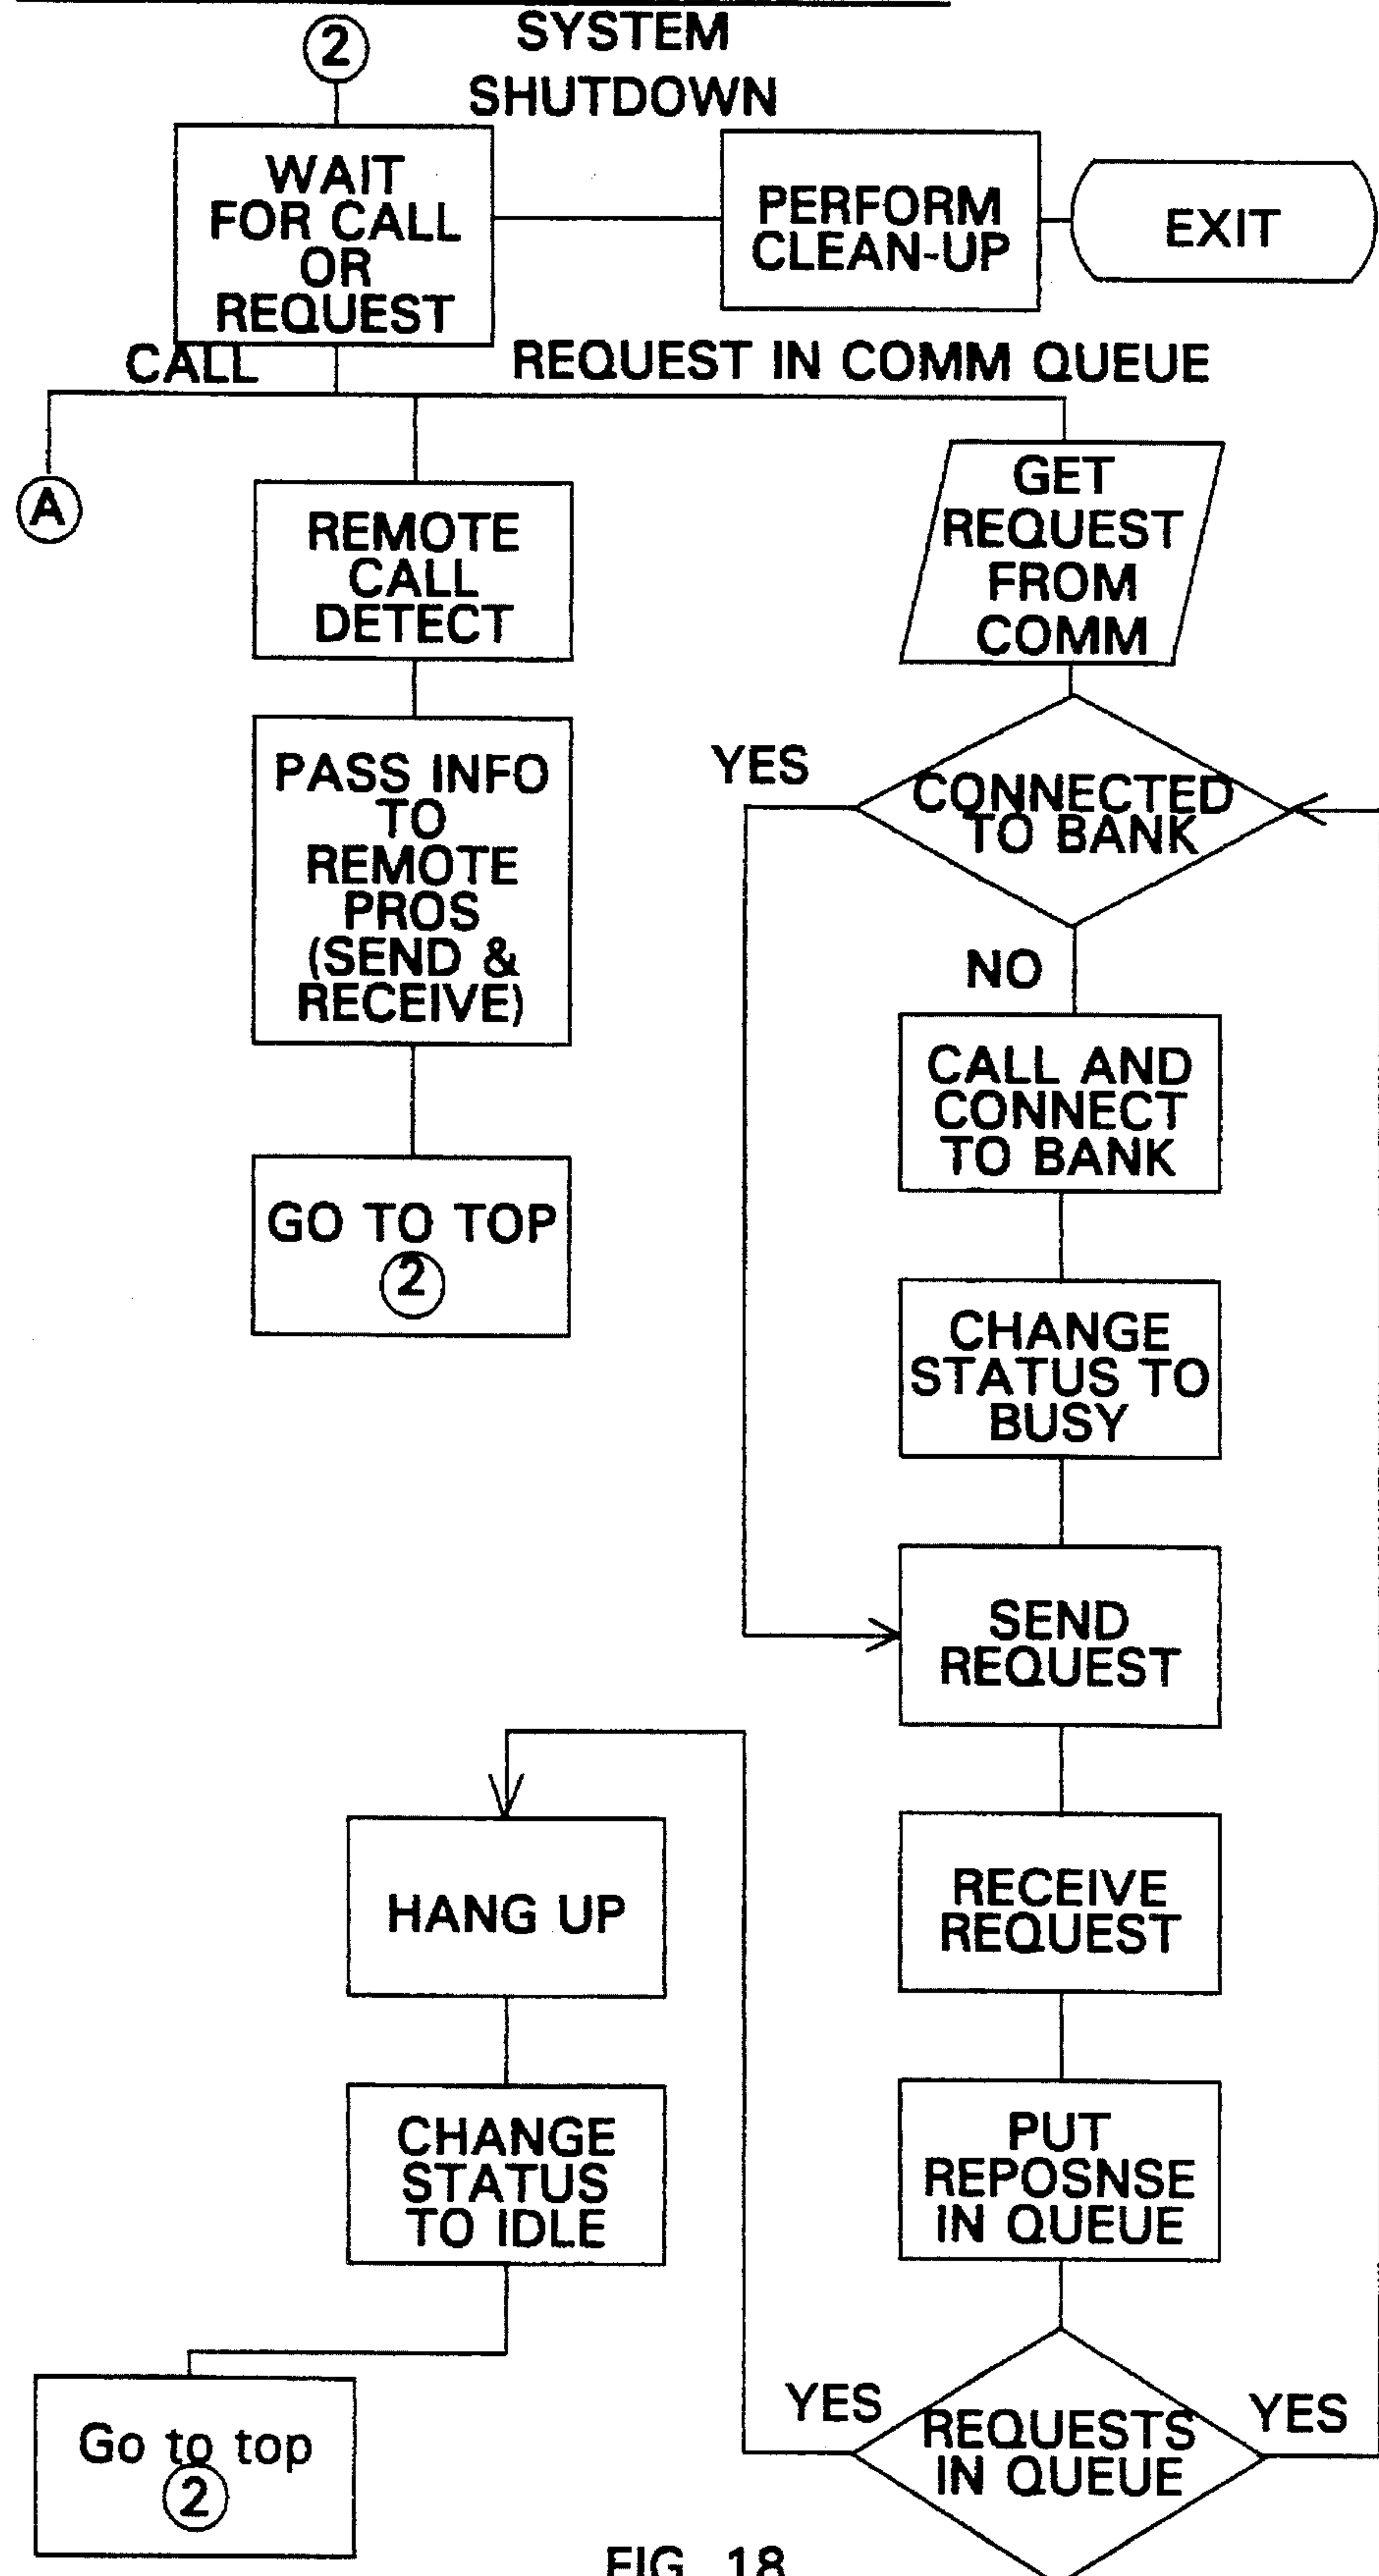 2
SYSTEM
SHUTDOWN
WAIT
FOR CALL
OR
REQUEST
PERFORM
CLEAN-UP
EXIT
CALL
REQUEST IN COMM QUEUE
A
REMOTE
CALL
DETECT
PASS INFO
TO
REMOTE
PROS
(SEND &
RECEIVE)
GO TO TOP
2
GET
REQUEST
FROM
COMM
YES
CONNECTED
TO BANK
NO
CALL AND
CONNECT
TO BANK
CHANGE
STATUS TO
BUSY
SEND
REQUEST
RECEIVE
REQUEST
PUT
REPOSNSE
IN QUEUE
YES
REQUESTS
IN QUEUE
YES
HANG UP
CHANGE
STATUS
TO IDLE
Go to top
2
FIG. 18